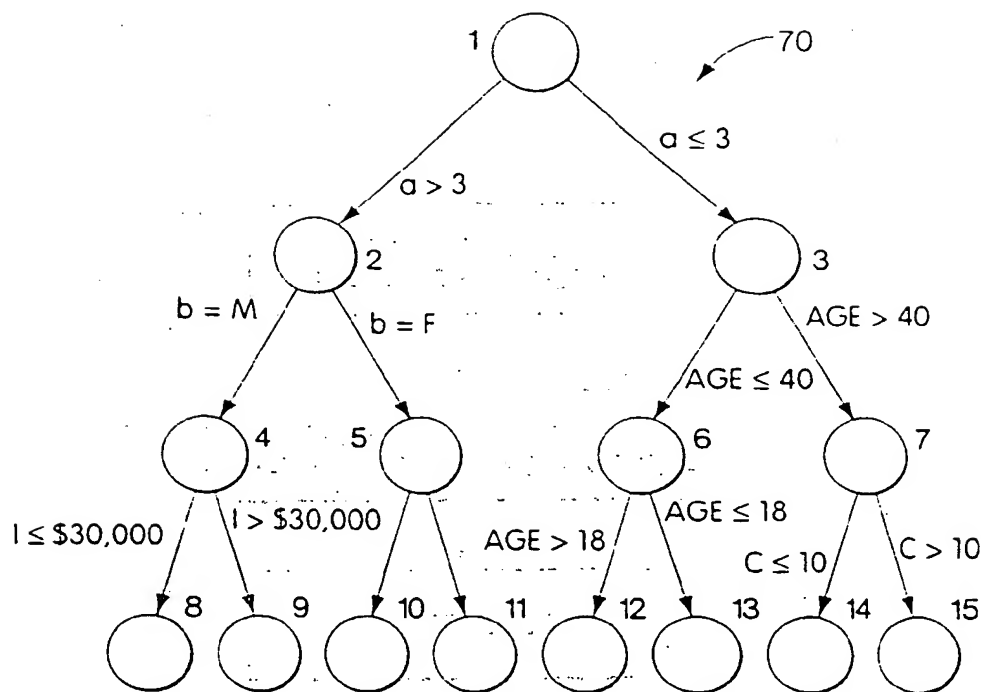 1
70
a ≤ 3
a > 3
2
3
b = M
b = F
AGE > 40
AGE ≤ 40
4
5
6
7
I ≤ $30,000
I > $30,000
AGE > 18
AGE ≤ 18
C ≤ 10
C > 10
8
9
10
11
12
13
14
15